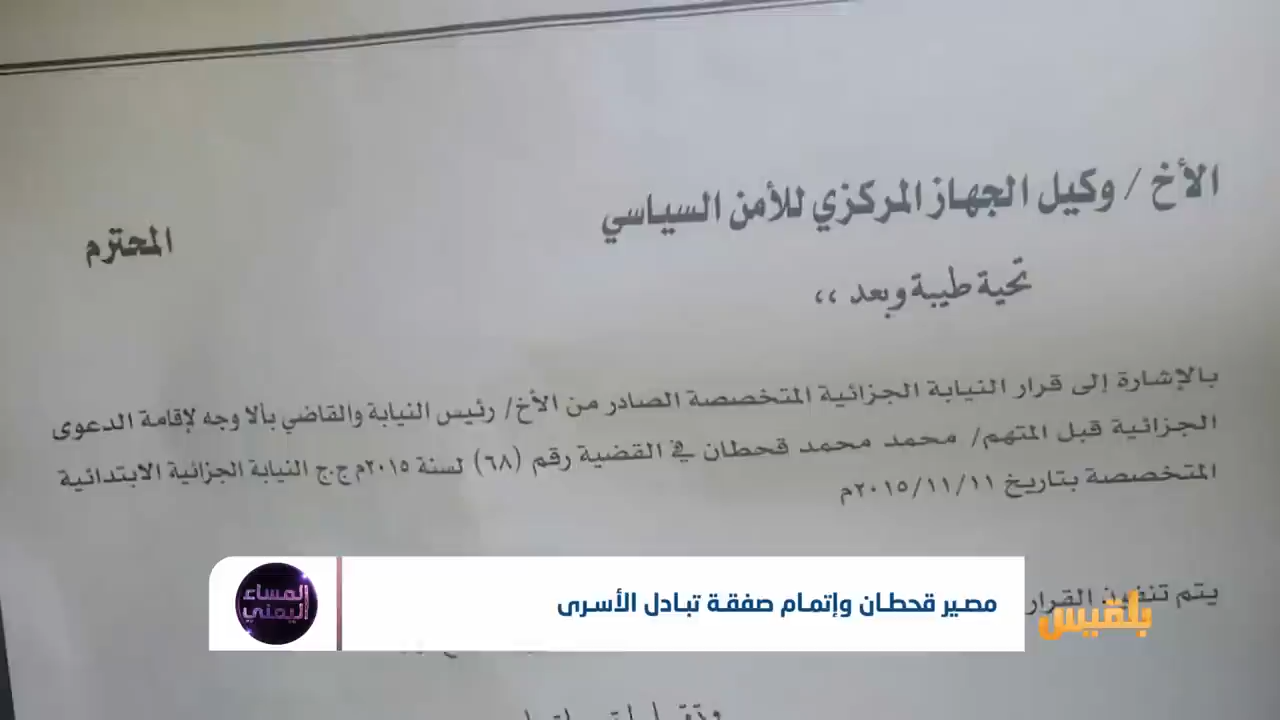 الأخ / وكيل الجهاز المركزي للأمن السياسي المحترم
تحية طيبة وبعد ،،
بالإشارة إلى قرار النيابة الجزائية المتخصصة الصادر من الأخ/ رئيس النيابة والقاضي بألا وجه لإقامة الدعوى
الجزائية قبل المتهم/ محمد محمد قحطان في القضية رقم (٦٨) لسنة ٢٠١٥م ج.ج النيابة الجزائية الابتدائية
المتخصصة بتاريخ ٢٠١٥/١١/١١م
يتم تنفيذ القرار
بلقيس
مصير قحطان وإتمام صفقة تبادل الأسرى
المساء
اليمني